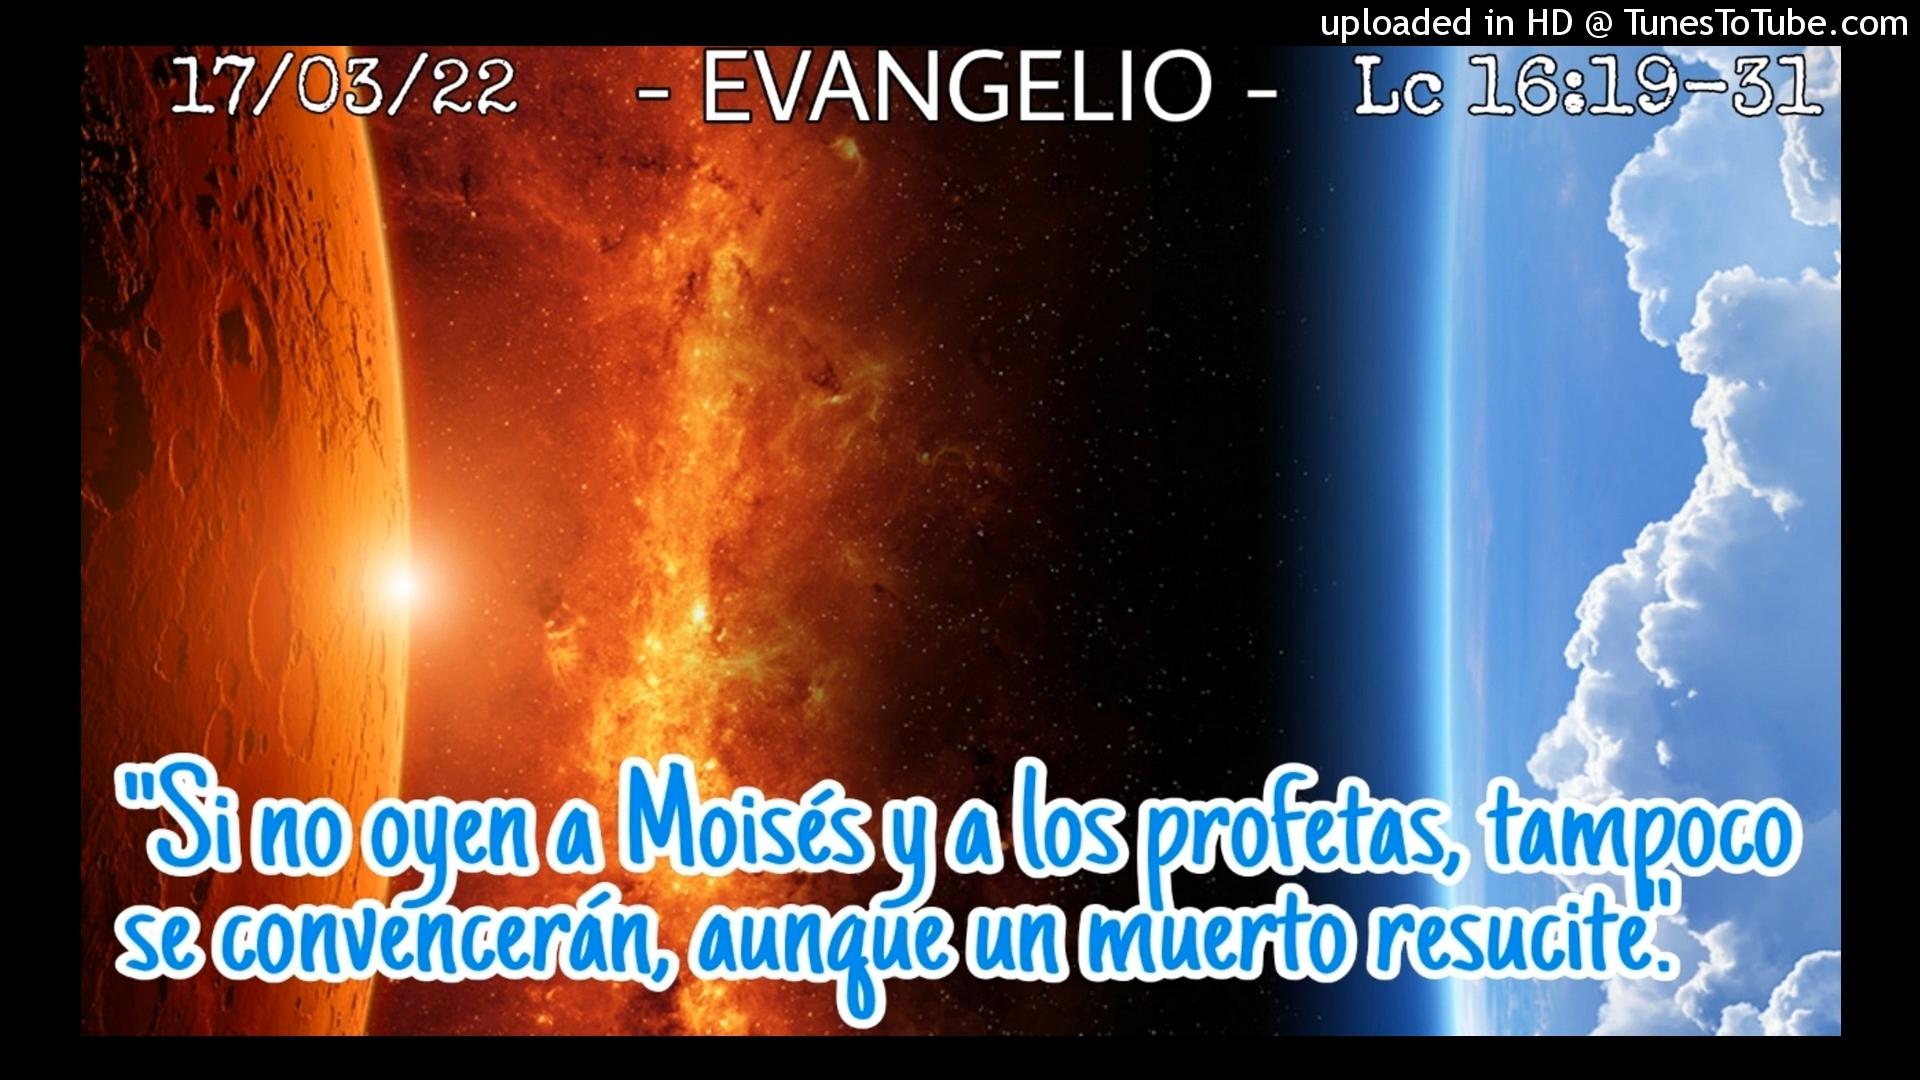 uploaded in HD @ TunesToTube.com
17/03/22 - EVANGELIO - Lc 16:19-31
"Si no oyen a Moisés y a los profetas, tampoco
se convencerán, aunque un muerto resucite."